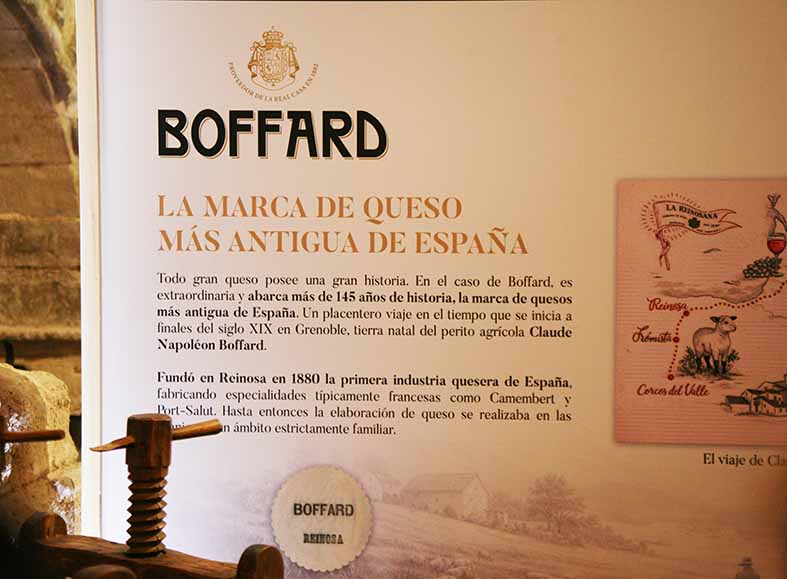 PROVEEDOR DE LA REAL CASA EN 1892
BOFFARD
LA MARCA DE QUESO
MÁS ANTIGUA DE ESPAÑA
Todo gran queso posee una gran historia. En el caso de Boffard, es
extraordinaria y abarca más de 145 años de historia, la marca de quesos
más antigua de España. Un placentero viaje en el tiempo que se inicia a
finales del siglo XIX en Grenoble, tierra natal del perito agrícola Claude
Napoléon Boffard.
Fundó en Reinosa en 1880 la primera industria quesera de España,
fabricando especialidades típicamente francesas como Camembert y
Port-Salut. Hasta entonces la elaboración de queso se realizaba en las
ámbito estrictamente familiar.
BOFFARD
REINOSA
LA REINOSANA
Reinosa
Frómista
Corcos del Valle
El viaje de